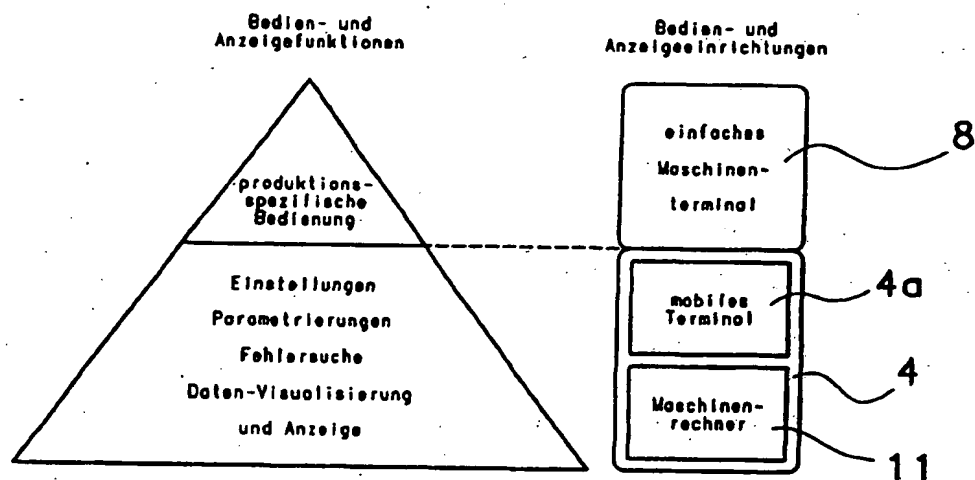 Bedien- und
Anzeigefunktionen
produktions-
spezifische
Bedienung
Einstellungen
Parametrierungen
Fehlersuche
Daten-Visualisierung
und Anzeige
Bedien- und
Anzeigeeinrichtungen
einfaches
Maschinen-
terminal
8
mobiles
Terminal
4a
4
Maschinen-
rechner
11